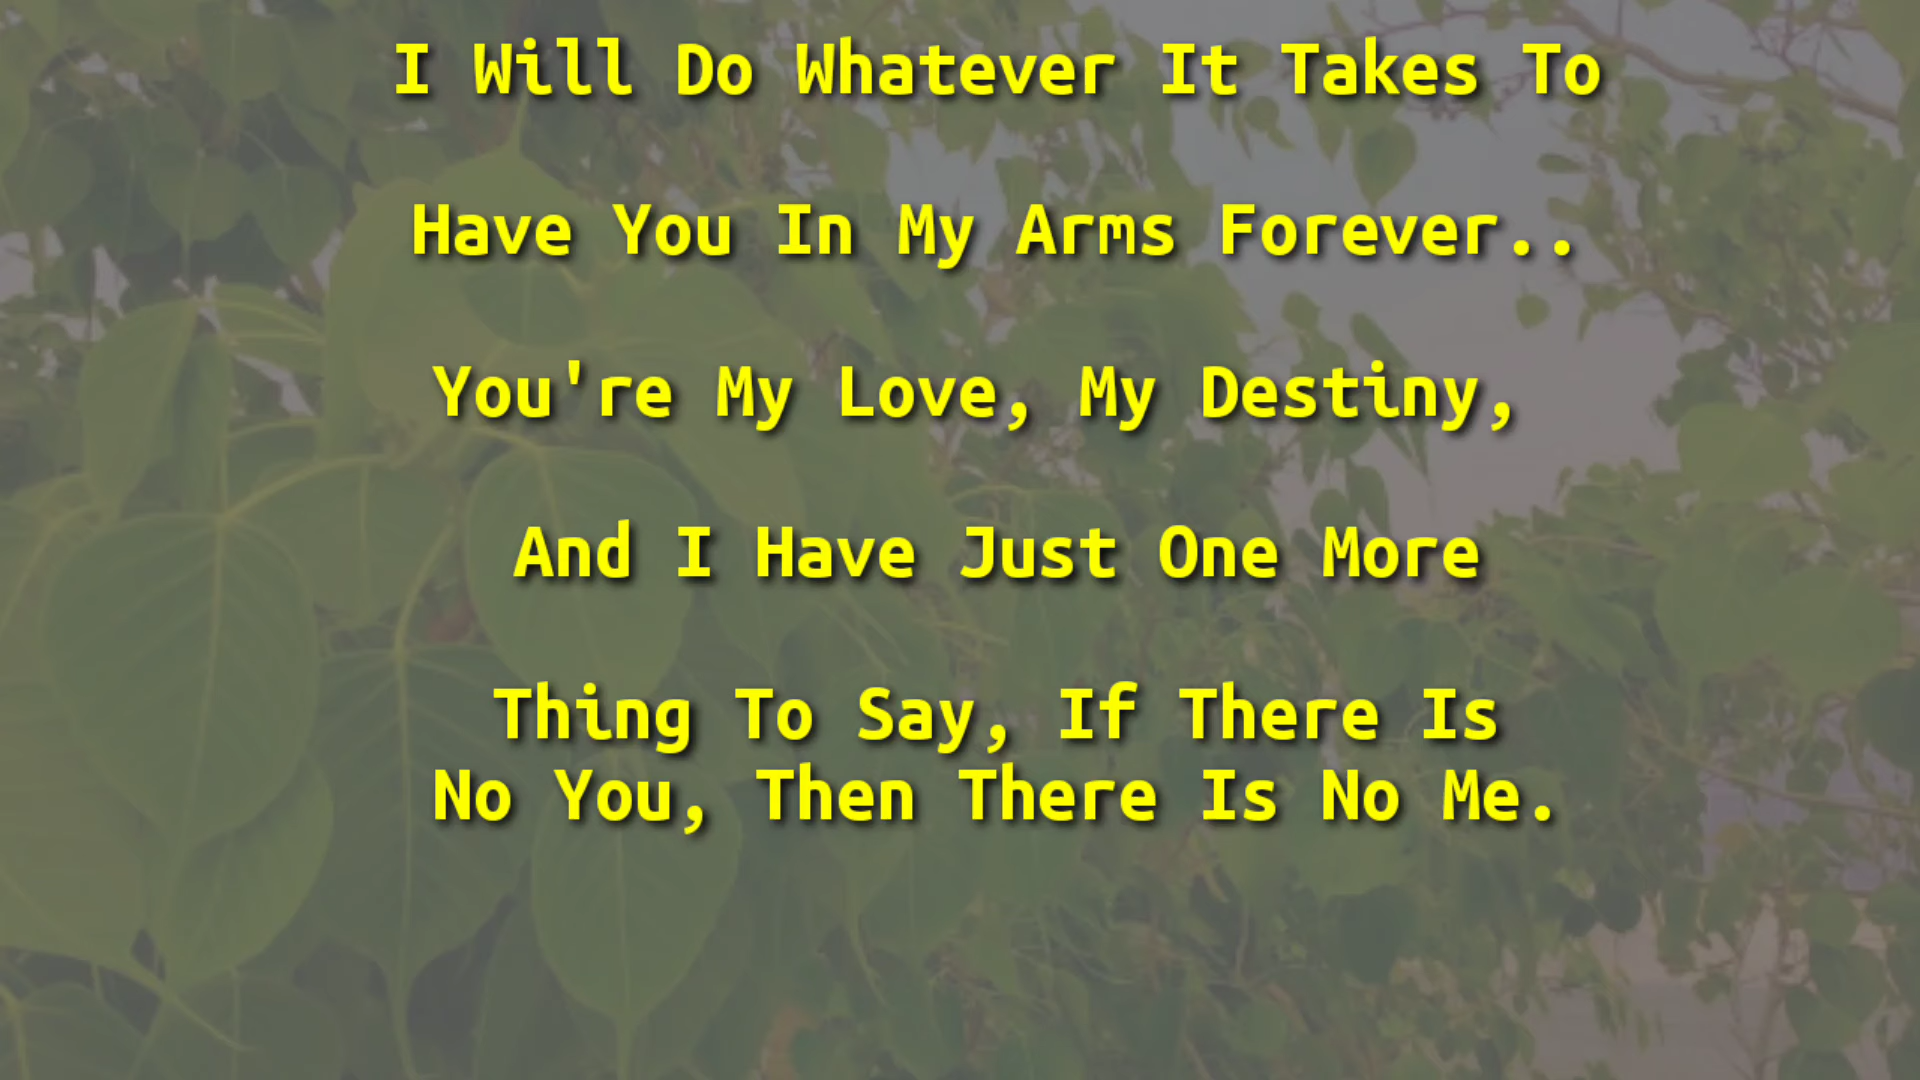 I Will Do Whatever It Takes To
Have You In My Arms Forever..
You're My Love, My Destiny,
And I Have Just One More
Thing To Say, If There Is
No You, Then There Is No Me.